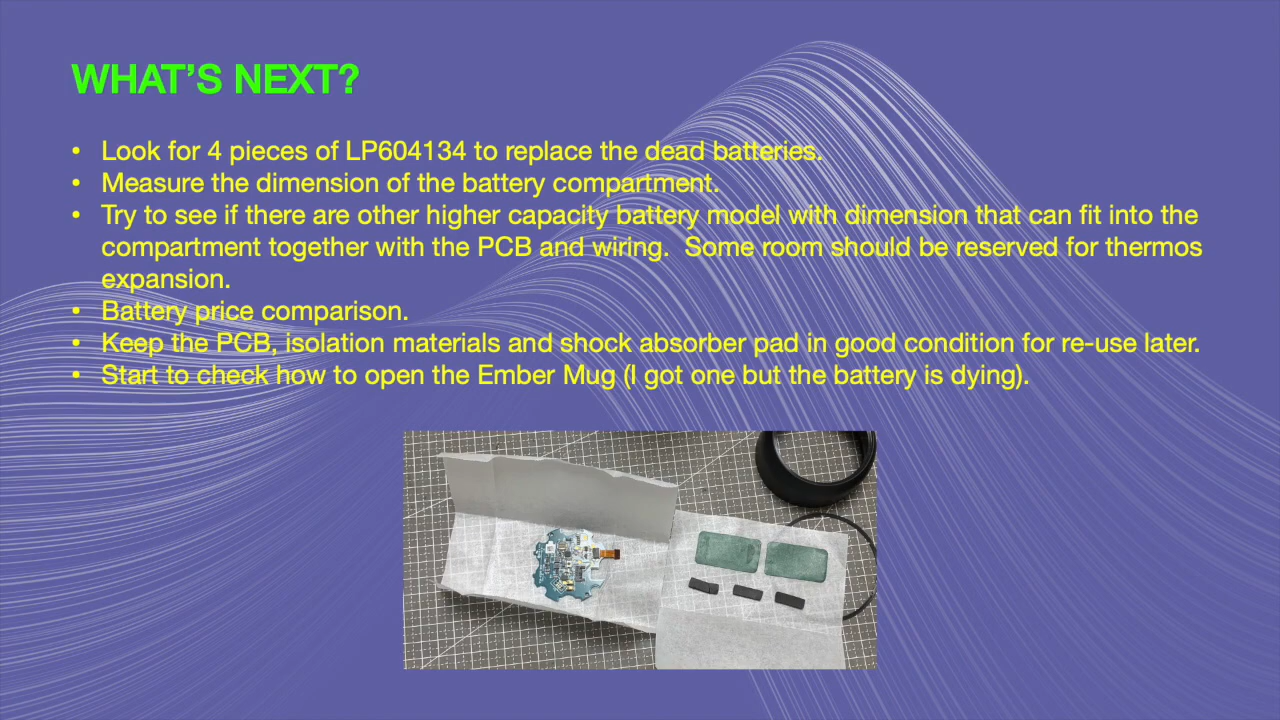 WHAT'S NEXT?
• Look for 4 pieces of LP604134 to replace the dead batteries.
• Measure the dimension of the battery compartment.
• Try to see if there are other higher capacity battery model with dimension that can fit into the
compartment together with the PCB and wiring.  Some room should be reserved for thermos
expansion.
• Battery price comparison.
• Keep the PCB, isolation materials and shock absorber pad in good condition for re-use later.
• Start to check how to open the Ember Mug (I got one but the battery is dying).